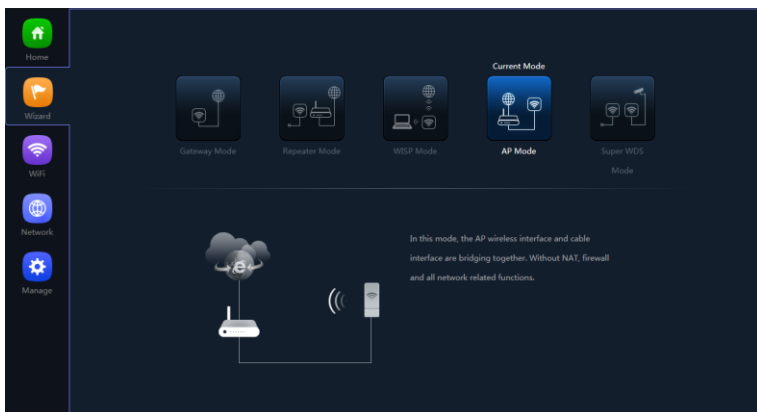 Home
Wizard
WiFi
Network
Manage
Current Mode
Gateway Mode
Repeater Mode
WISP Mode
AP Mode
Super WDS
Mode
In this mode, the AP wireless interface and cable
interface are bridging together. Without NAT, firewall
and all network related functions.